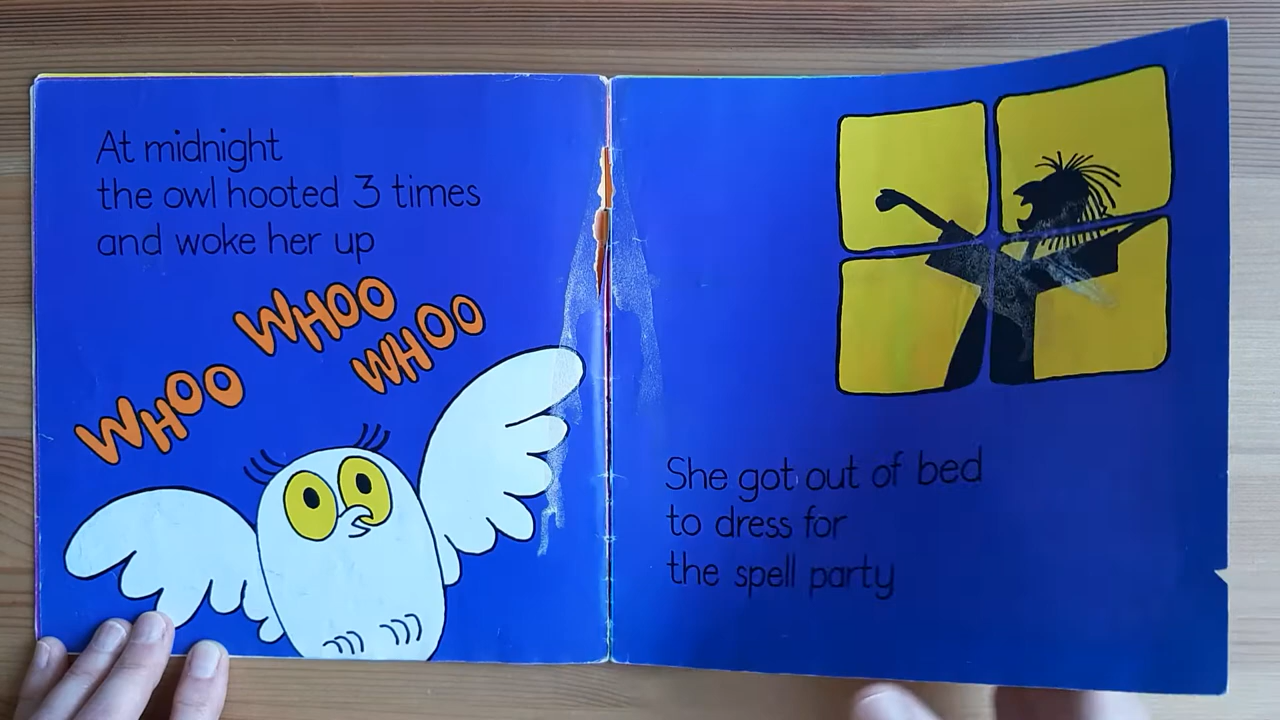 At midnight
the owl hooted 3 times
and woke her up
WHOO
WHOO
WHOO
She got out of bed
to dress for
the spell party